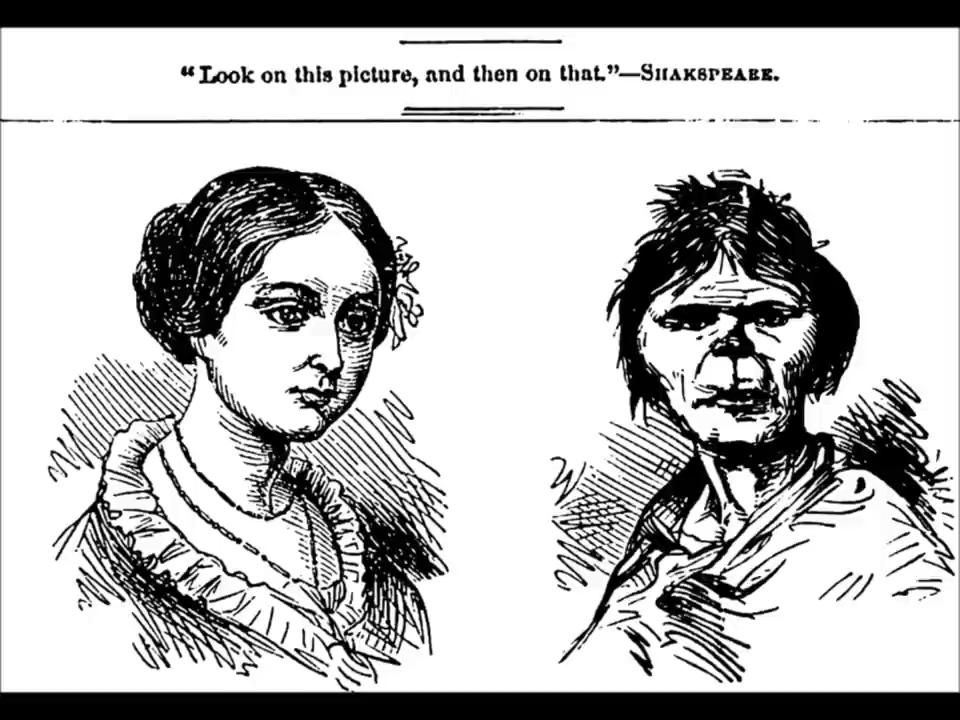 “Look on this picture, and then on that.”—SHAKSPEARE.